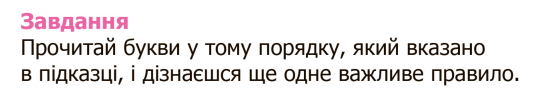 Завдання
Прочитай букви у тому порядку, який вказано
в підказці, і дізнаєшся ще одне важливе правило.